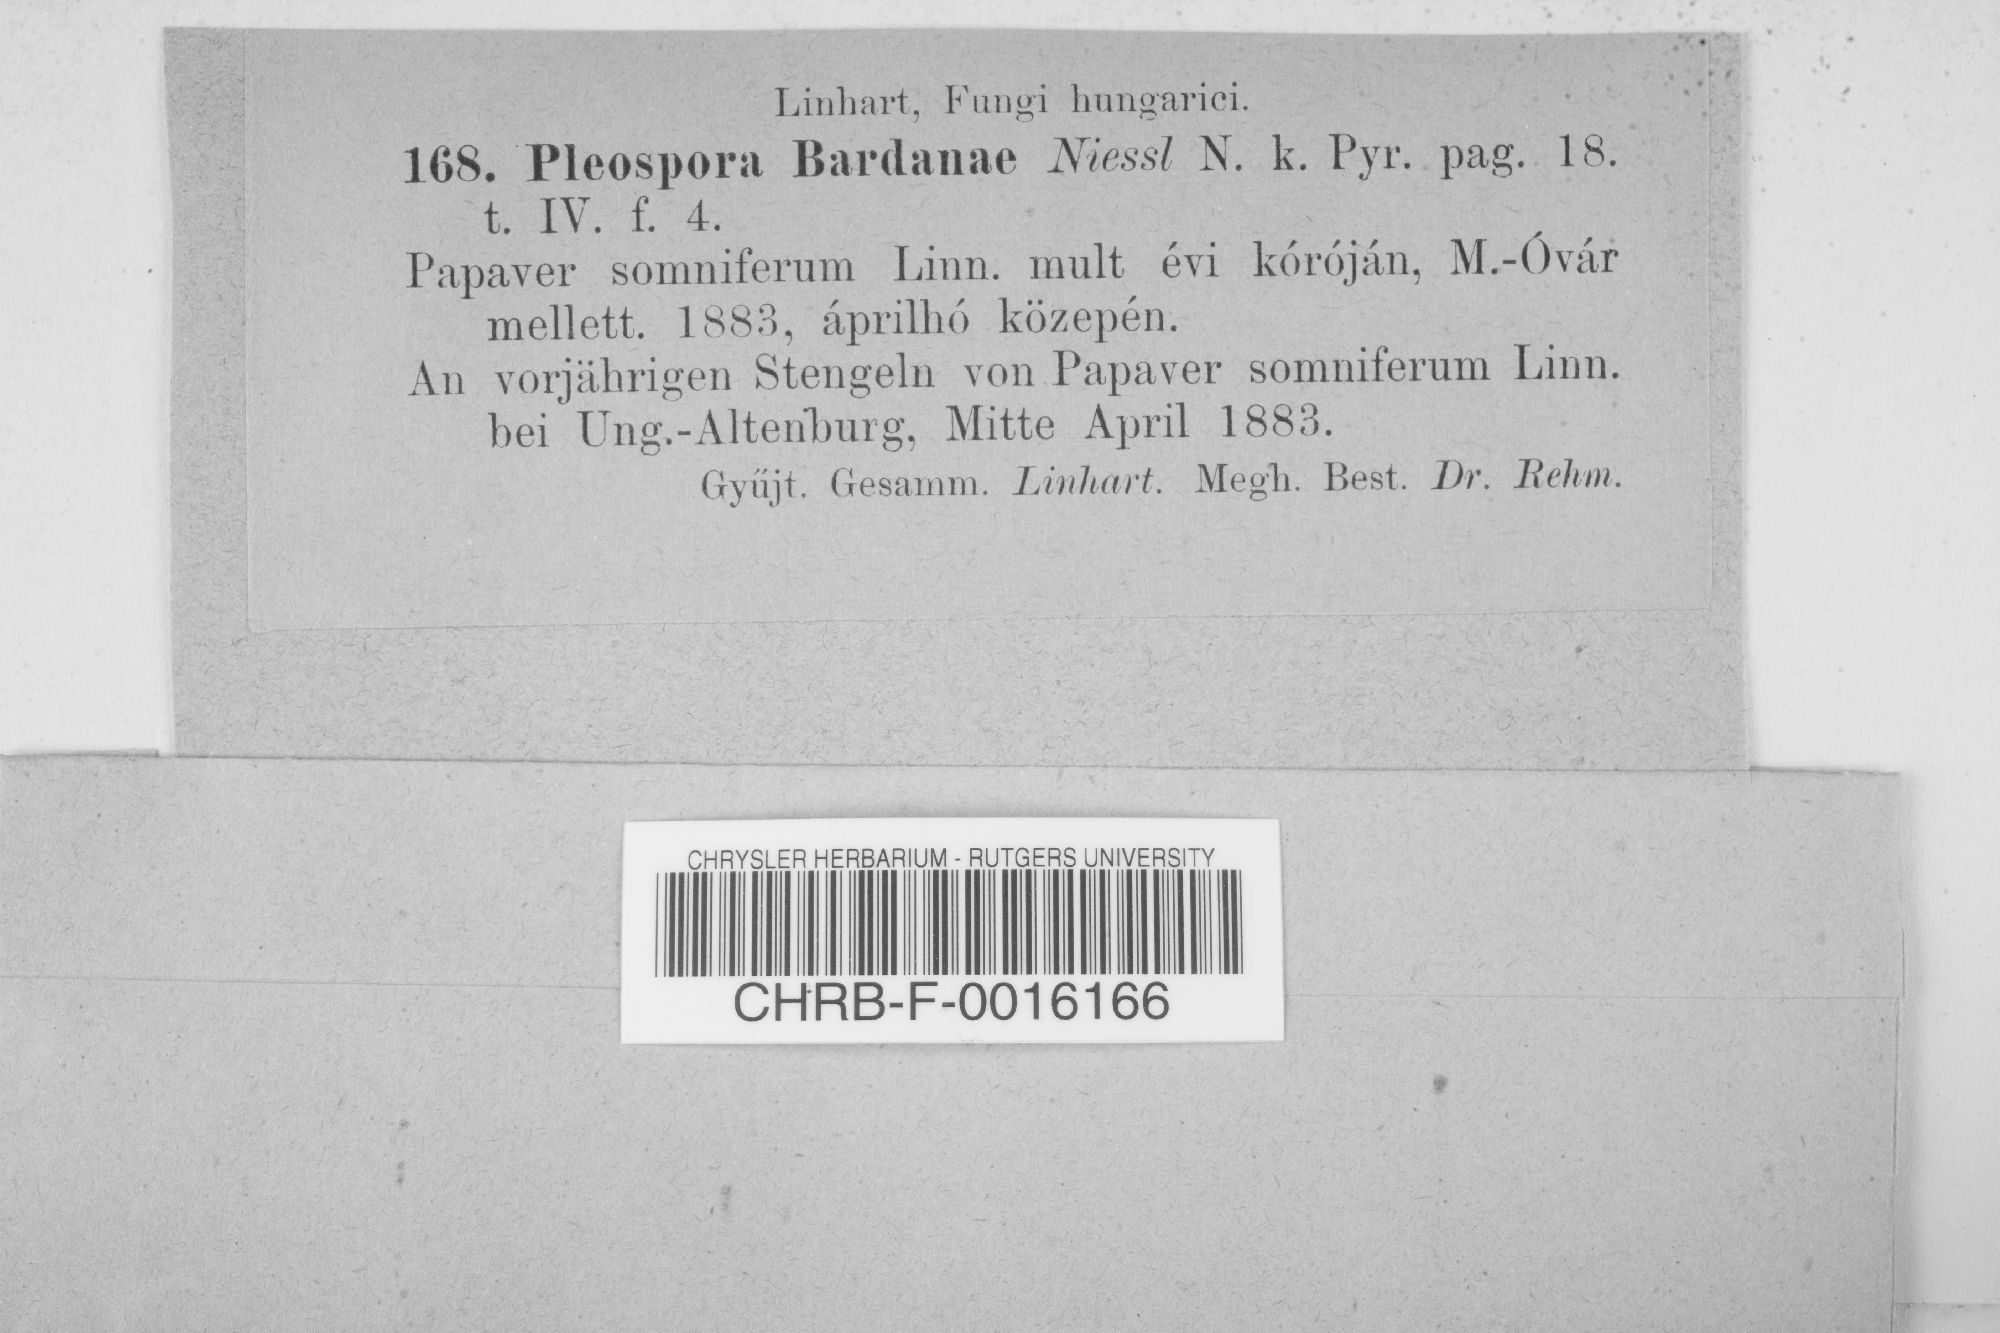 Linhart, Fungi hungarici.
168. Pleospora Bardanae Niessl N. k. Pyr. pag. 18.
t. IV. f. 4.
Papaver somniferum Linn. mult évi kóróján, M.-Óvár
mellett. 1883, áprilhó közepén.
An vorjährigen Stengeln von Papaver somniferum Linn.
bei Ung.-Altenburg, Mitte April 1883.
Gyűjt. Gesamm. Linhart. Megh. Best. Dr. Rehm.
CHRYSLER HERBARIUM - RUTGERS UNIVERSITY
CHRB-F-0016166